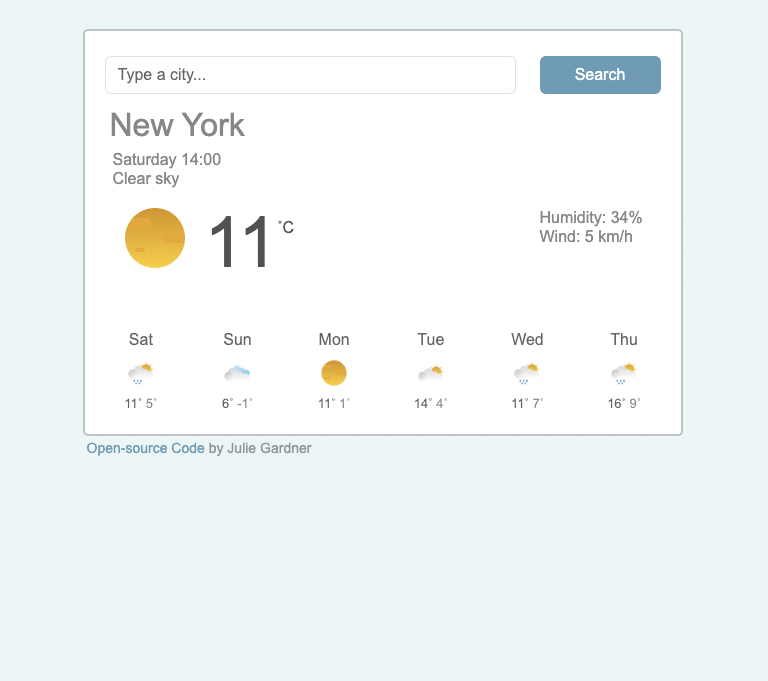 Type a city...
Search
New York
Saturday 14:00
Clear sky
11 °C
Humidity: 34%
Wind: 5 km/h
Sat Sun Mon Tue Wed Thu
11° 5° 6° -1° 11° 1° 14° 4° 11° 7° 16° 9°
Open-source Code by Julie Gardner